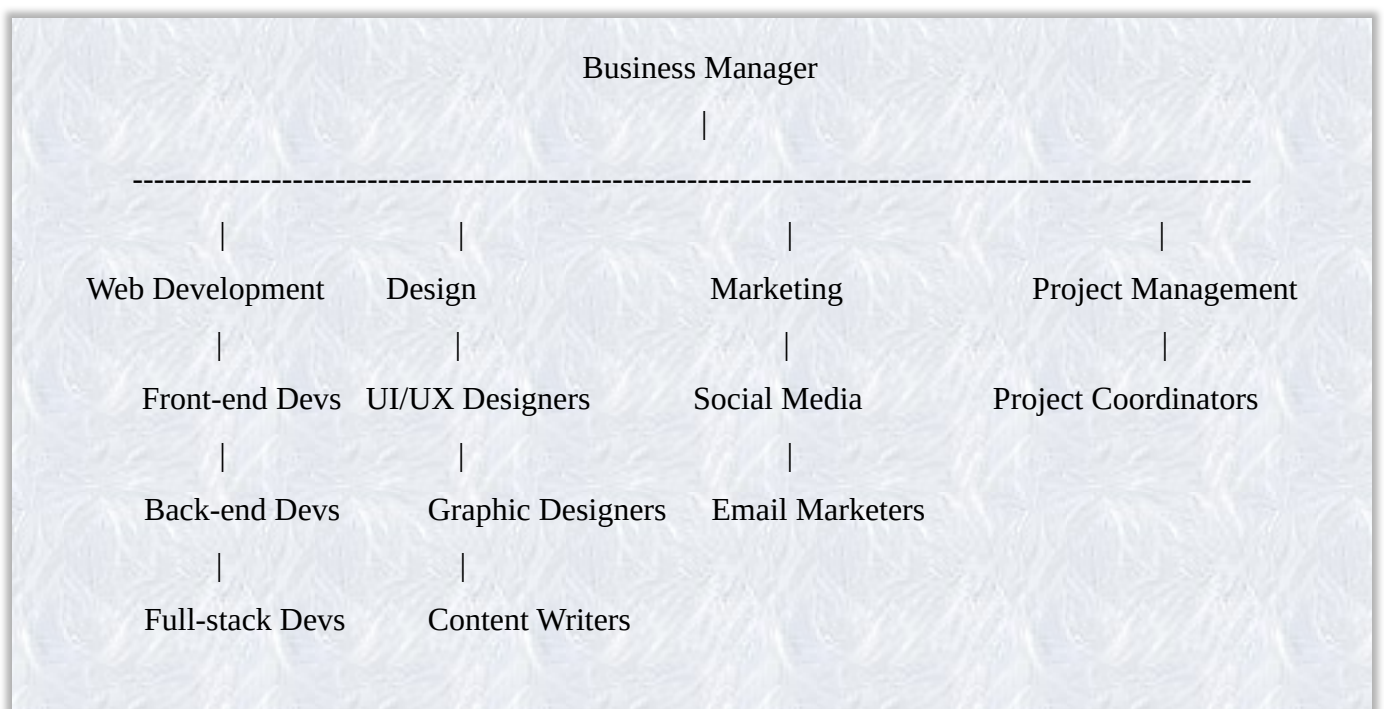 Business Manager
|
----------------------------------------------------------------------------------------------------------
| | | |
Web Development Design Marketing Project Management
| | | |
Front-end Devs UI/UX Designers Social Media Project Coordinators
| | |
Back-end Devs Graphic Designers Email Marketers
| |
Full-stack Devs Content Writers